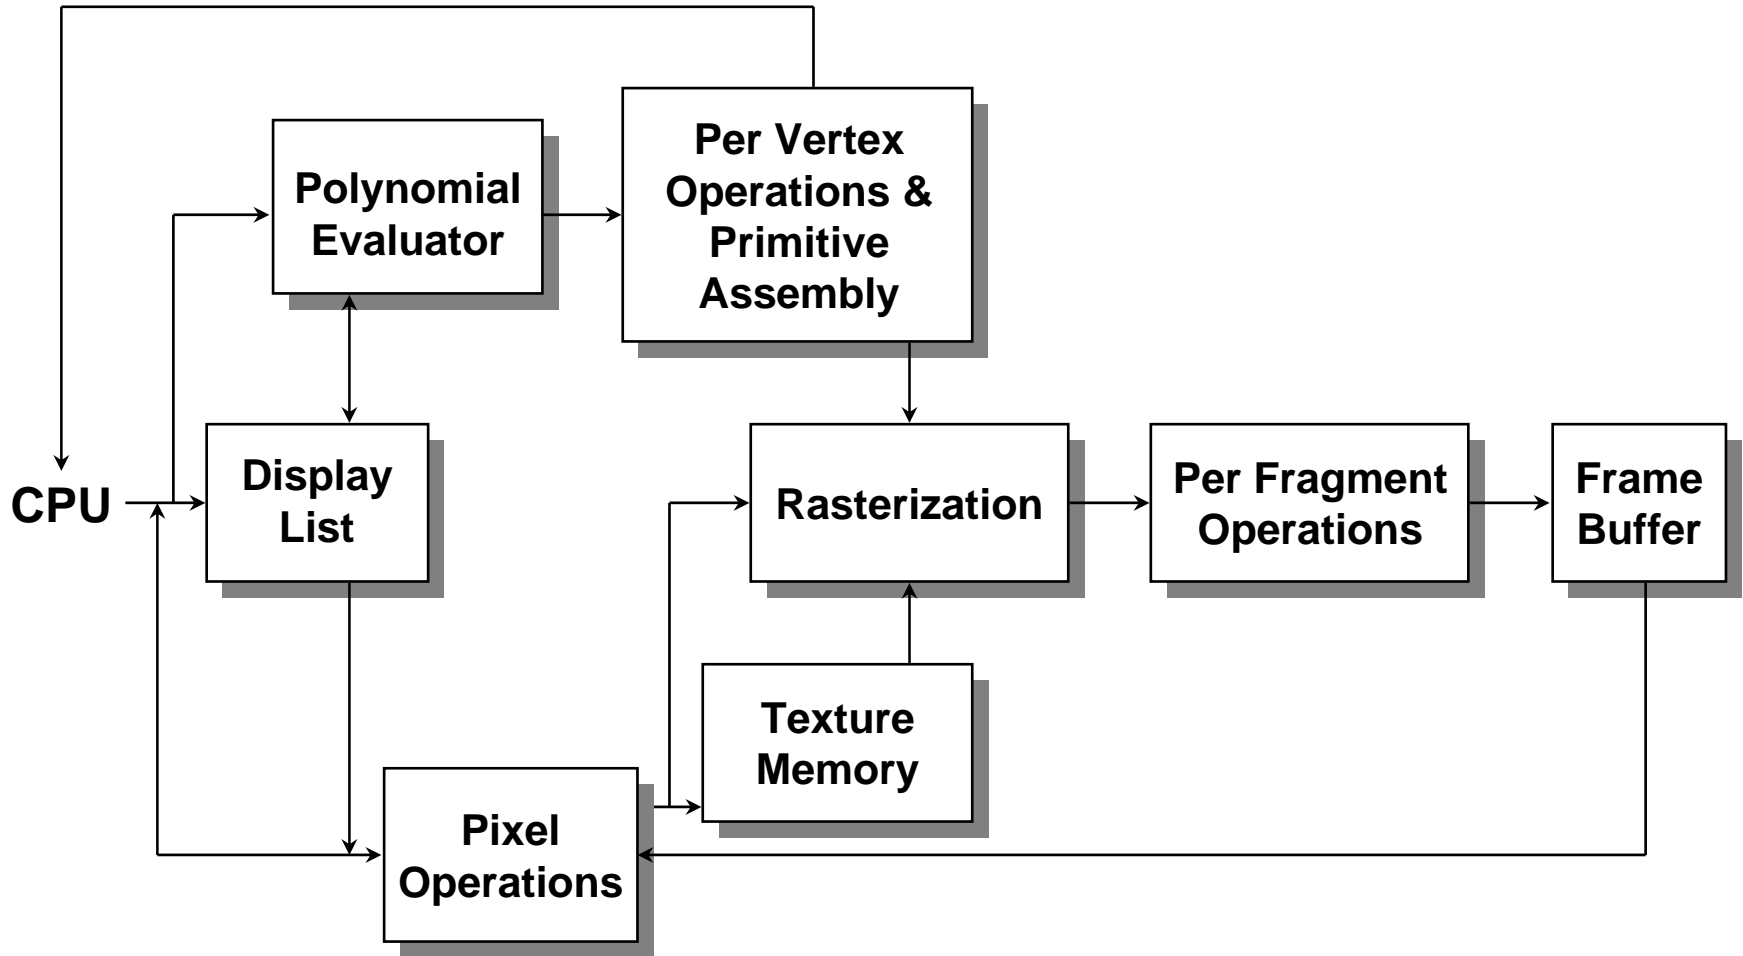 Per Vertex
Operations &
Primitive
Assembly
Polynomial
Evaluator
CPU
Display
List
Rasterization
Per Fragment
Operations
Frame
Buffer
Texture
Memory
Pixel
Operations